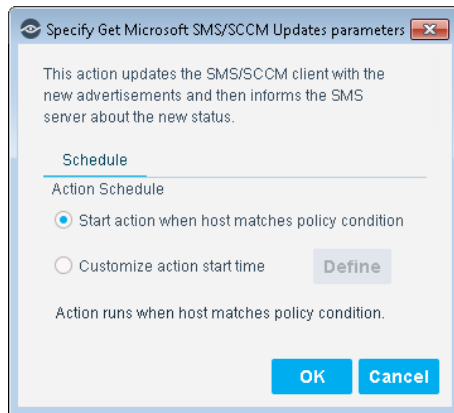 Specify Get Microsoft SMS/SCCM Updates parameters
This action updates the SMS/SCCM client with the
new advertisements and then informs the SMS
server about the new status.
Schedule
Action Schedule
Start action when host matches policy condition
Customize action start time
Define
Action runs when host matches policy condition.
OK
Cancel